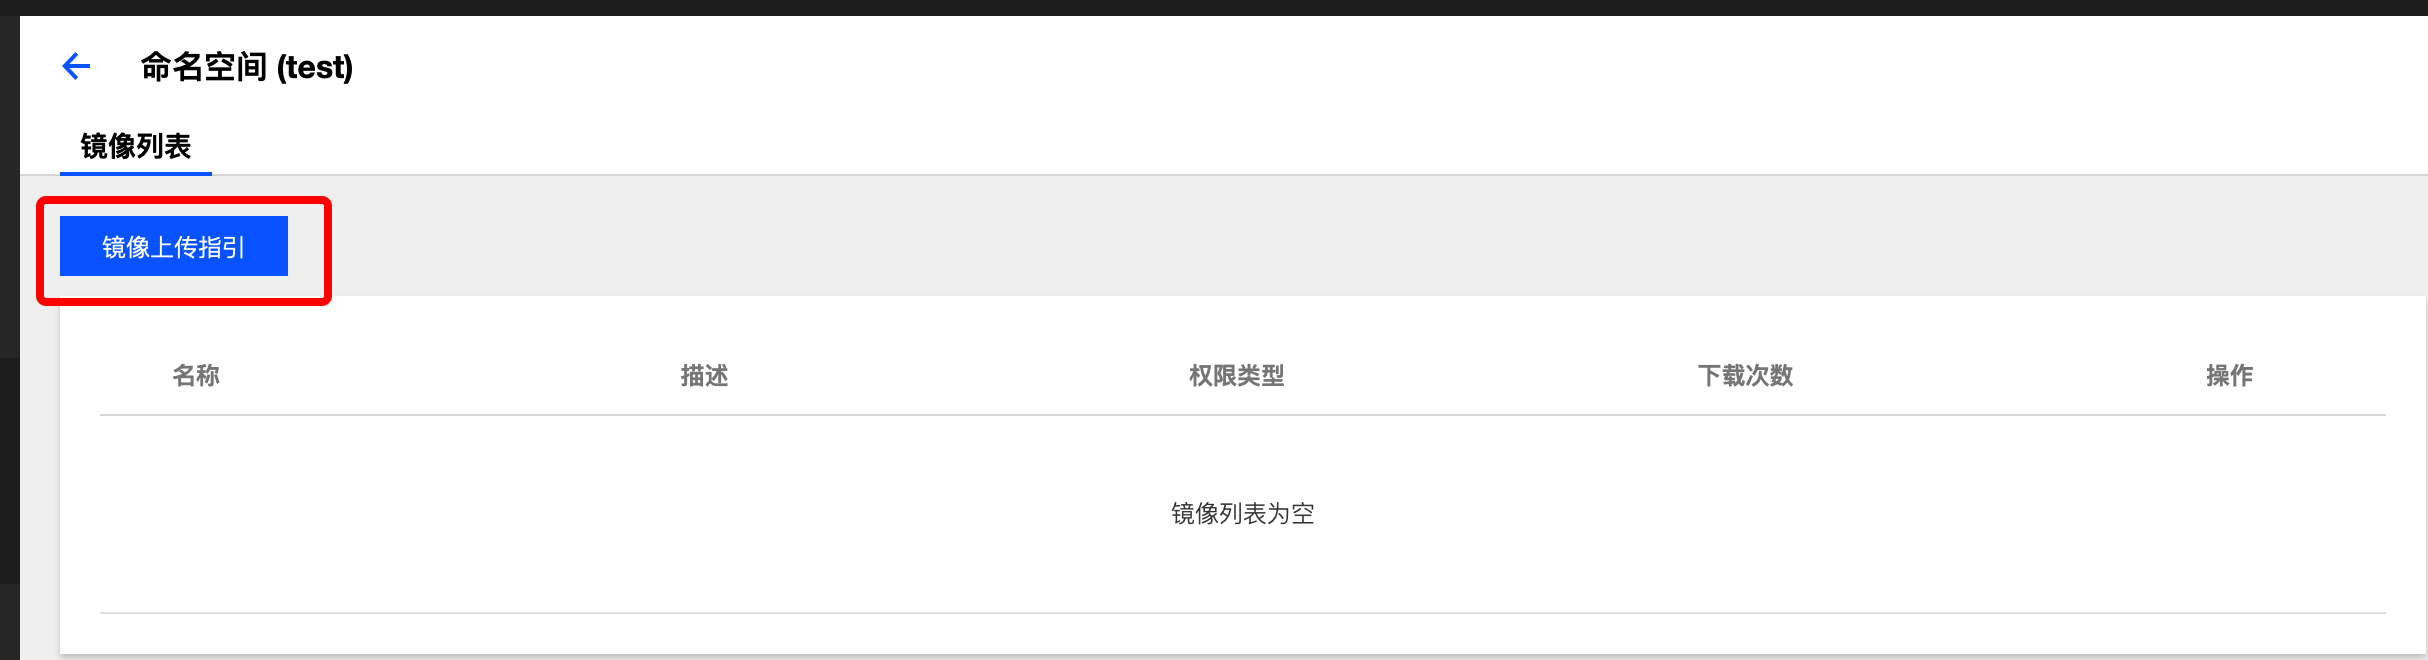 命名空间 (test)
镜像列表
镜像上传指引
名称 描述 权限类型 下载次数 操作
镜像列表为空